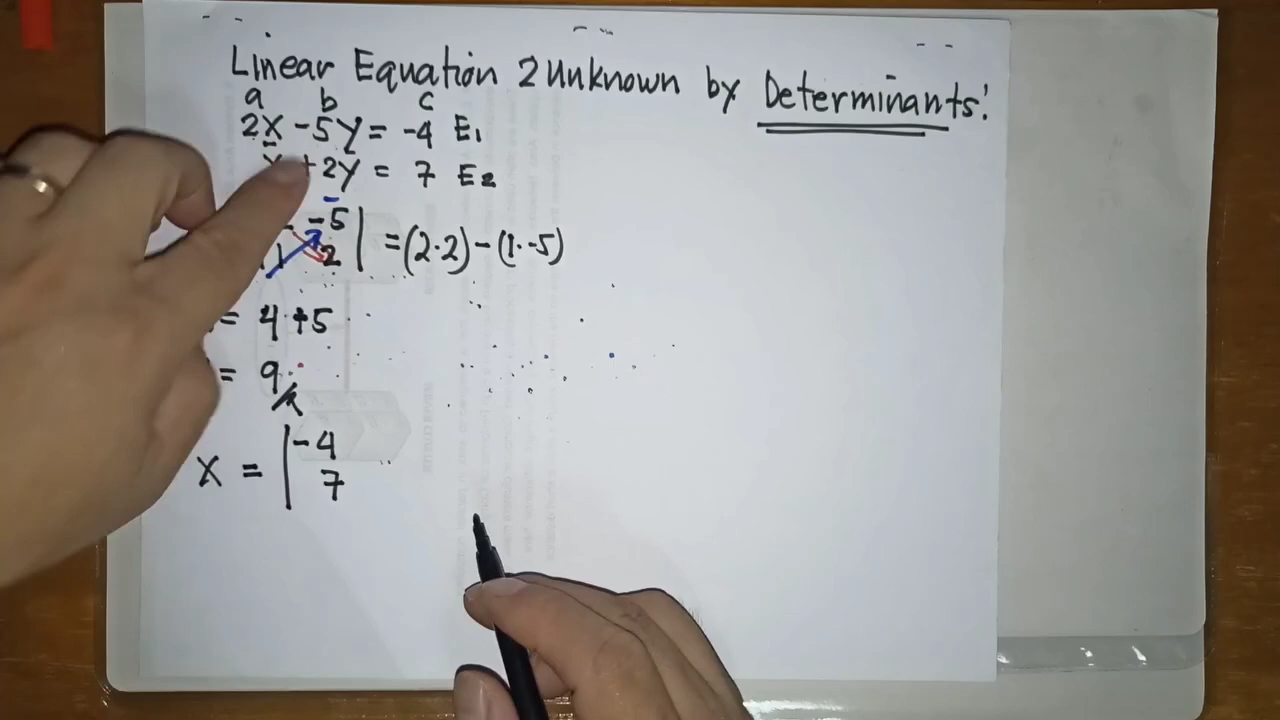 Linear Equation 2 Unknown by Determinants:
a b c
2x - 5y = -4 E1
x + 2y = 7 E2
-5
1 2 | = (2·2) - (1·-5)
= 4 + 5
= 9
x = | -4
7